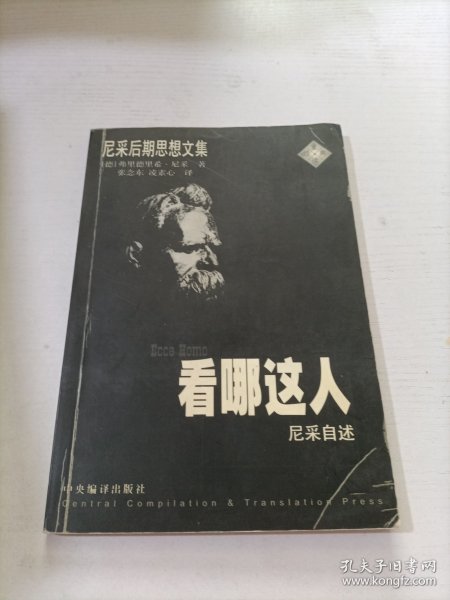 尼采后期思想文集
[德]弗里德里希·尼采 著
张念东 凌素心 译
Ecce Homo
看哪这人
尼采自述
中央编译出版社
Central Compilation & Translation Press
孔夫子旧书网
www.kongfz.com